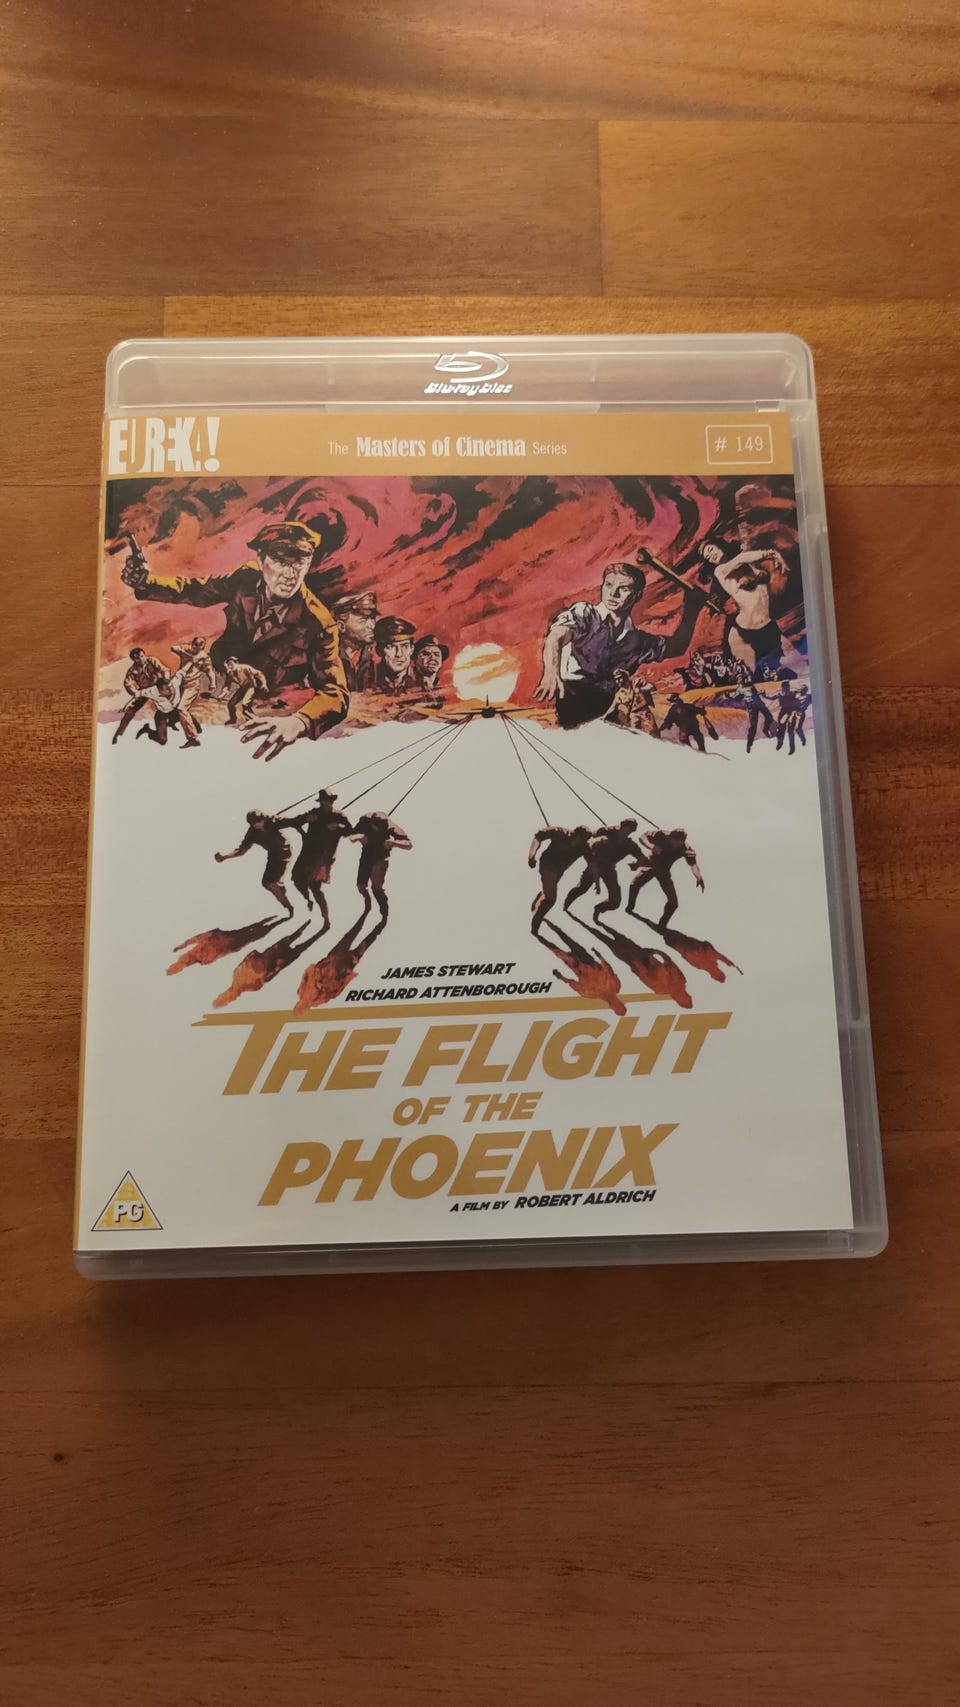 Blu-ray Disc
EUREKA!
The Masters of Cinema Series
# 149
JAMES STEWART
RICHARD ATTENBOROUGH
THE FLIGHT
OF THE
PHOENIX
A FILM BY ROBERT ALDRICH
PG